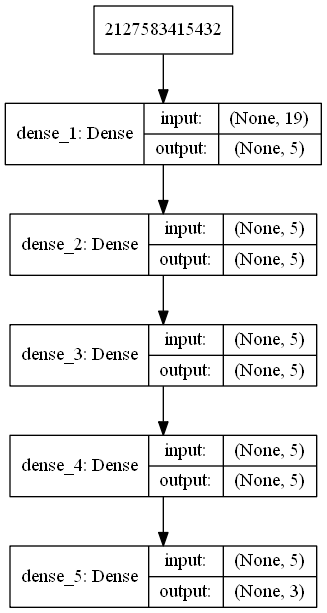 2127583415432
dense_1: Dense
input:
(None, 19)
output:
(None, 5)
dense_2: Dense
input:
(None, 5)
output:
(None, 5)
dense_3: Dense
input:
(None, 5)
output:
(None, 5)
dense_4: Dense
input:
(None, 5)
output:
(None, 5)
dense_5: Dense
input:
(None, 5)
output:
(None, 3)